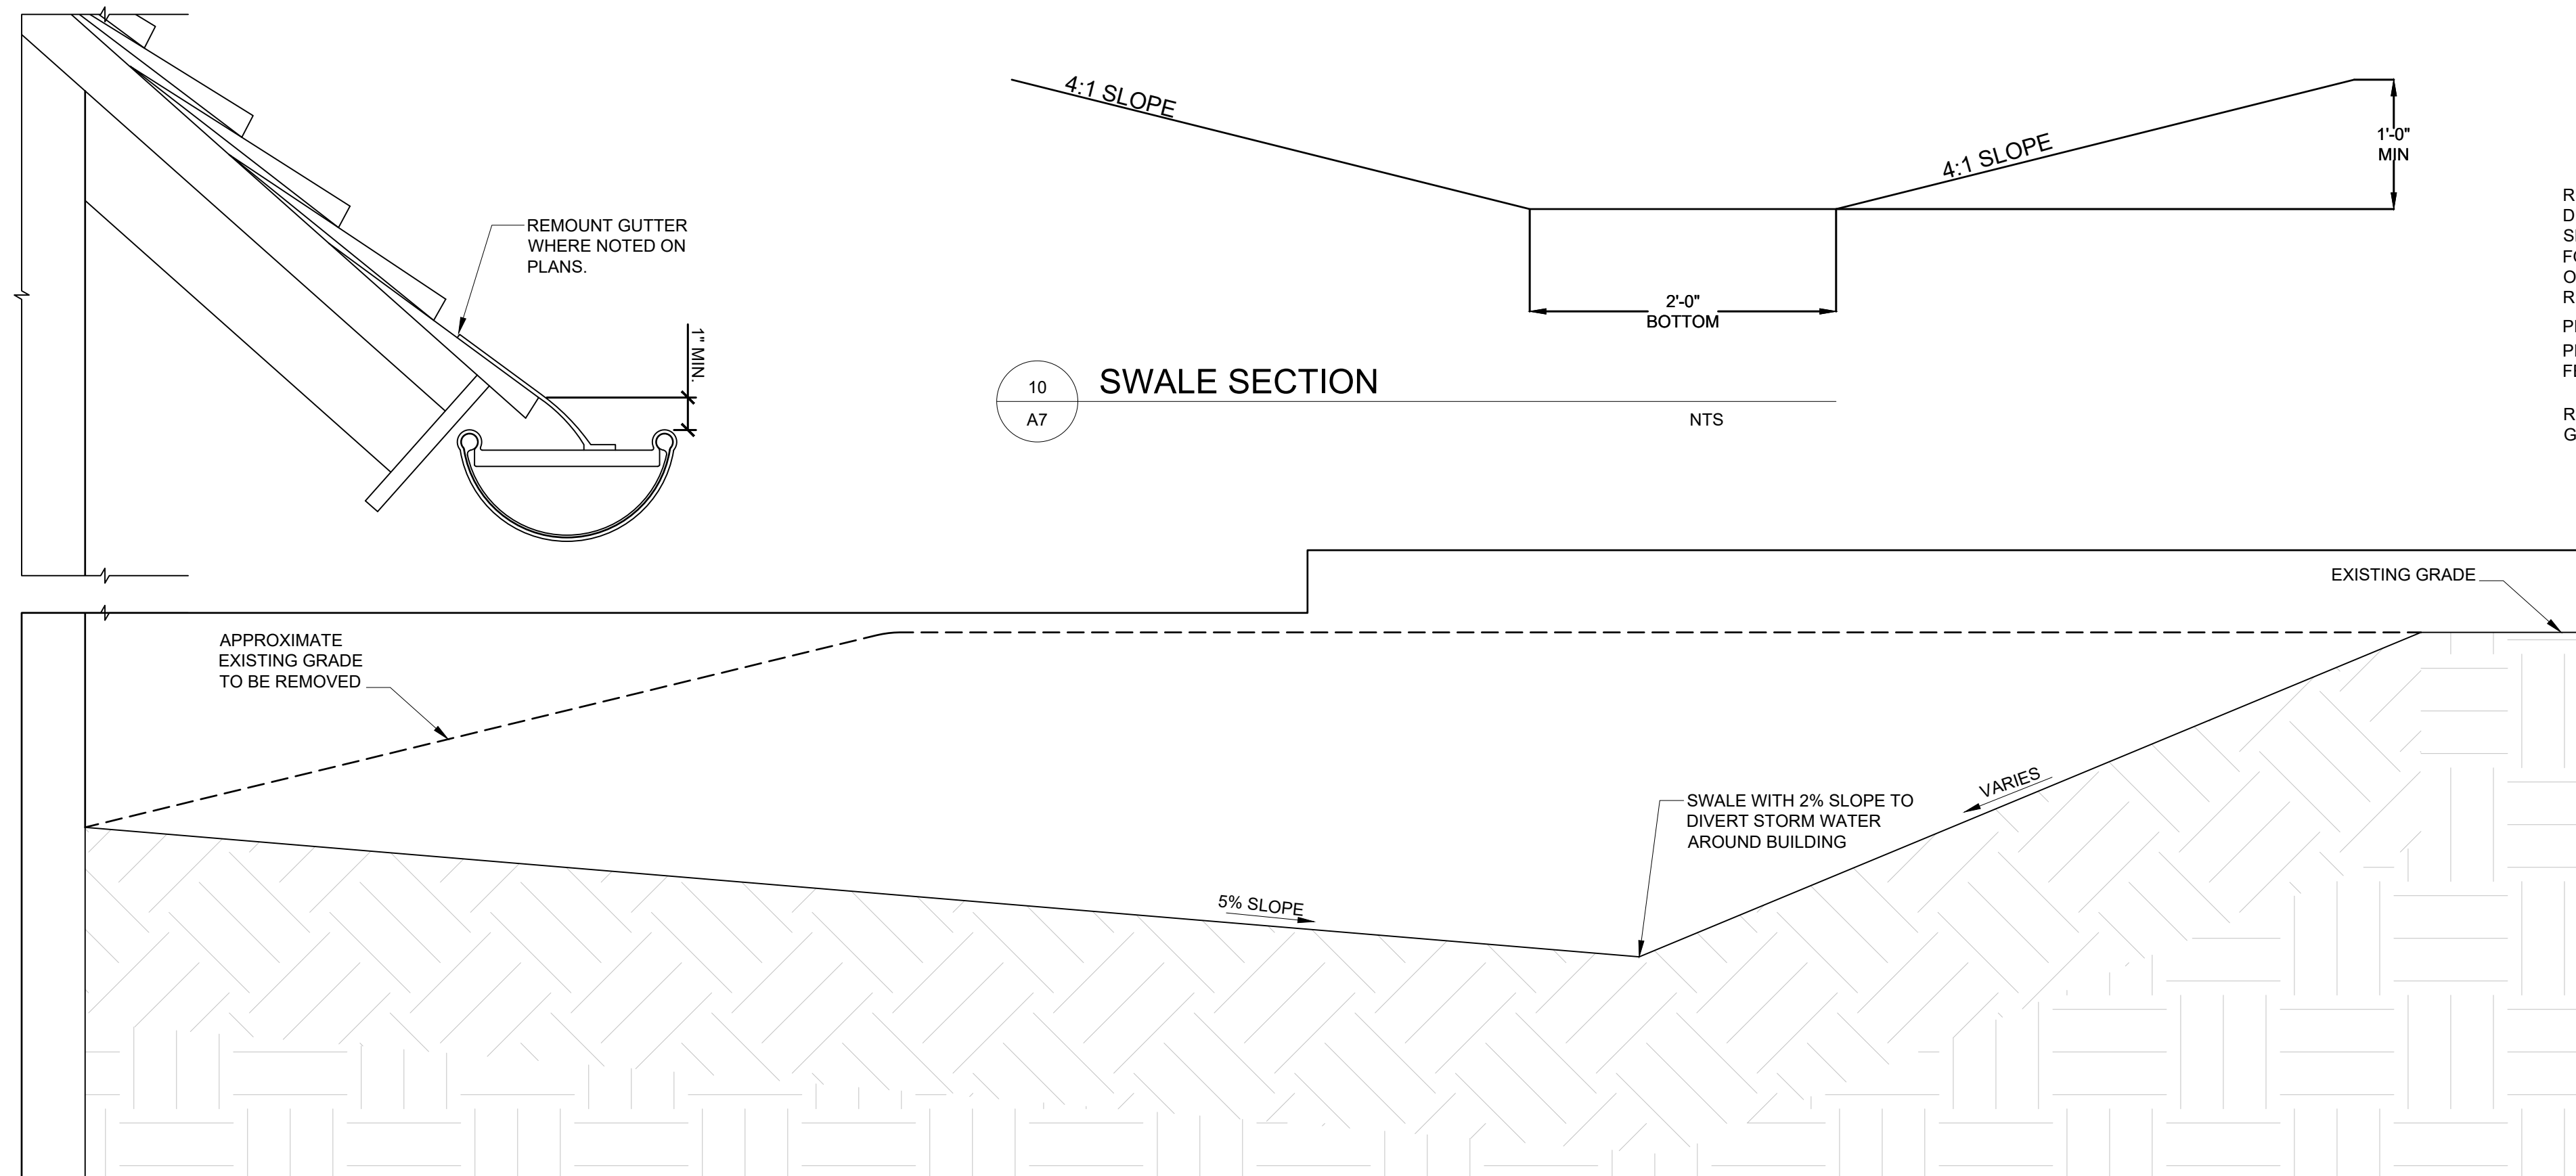 REMOUNT GUTTER
WHERE NOTED ON
PLANS.
1" MIN.
4:1 SLOPE
4:1 SLOPE
1'-0"
MIN
2'-0"
BOTTOM
10
A7
SWALE SECTION
NTS
EXISTING GRADE
APPROXIMATE
EXISTING GRADE
TO BE REMOVED
VARIES
SWALE WITH 2% SLOPE TO
DIVERT STORM WATER
AROUND BUILDING
5% SLOPE